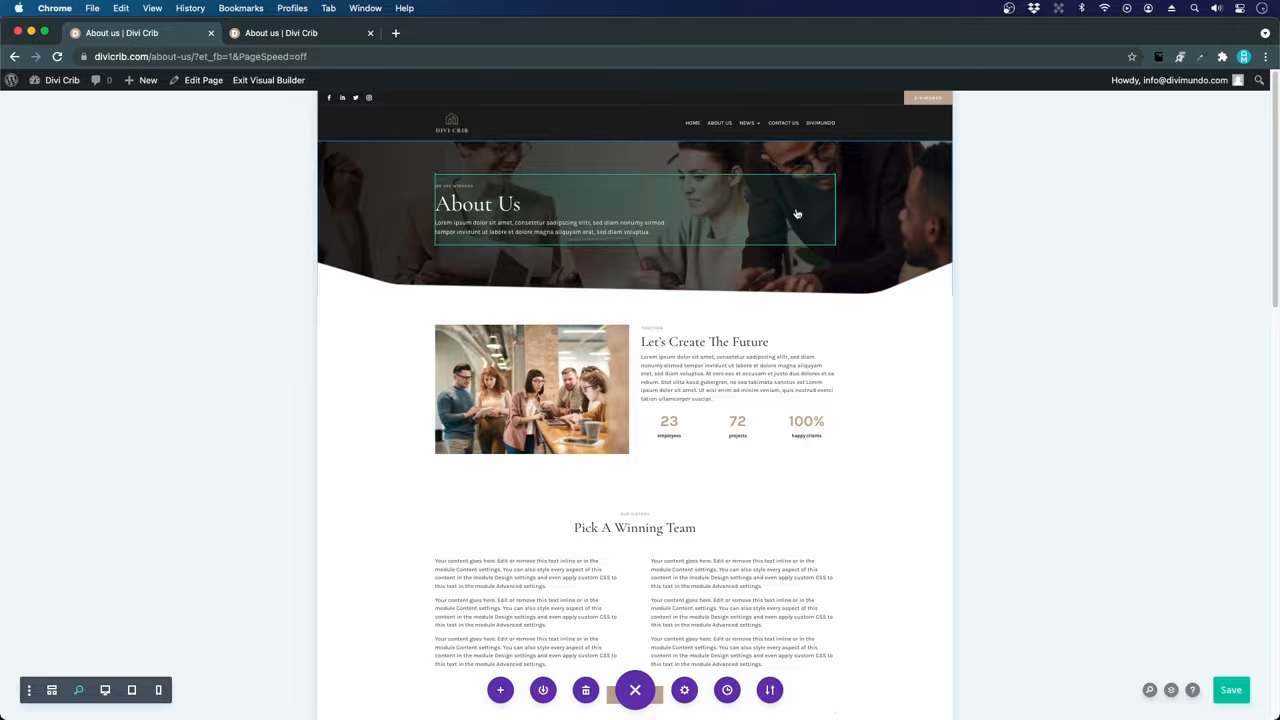 Chrome File Edit View History Bookmarks Profiles Tab Window Help
About us | Divi Crib
About us | Divi Crib
divicrib.com/about-us/?et_fb=1&PageSpeed=off
Divi Crib 0 New Edit Page Exit Visual Builder
Howdy, info@divimundo.com
DIVIMUNDO
DIVI CRIB
HOME ABOUT US NEWS CONTACT US DIVIMUNDO
WE ARE WINNERS
About Us
Lorem ipsum dolor sit amet, consetetur sadipscing elitr, sed diam nonumy eirmod
tempor invidunt ut labore et dolore magna aliquyam erat, sed diam voluptua.
TOGETHER
Let's Create The Future
Lorem ipsum dolor sit amet, consetetur sadipscing elitr, sed diam
nonumy eirmod tempor invidunt ut labore et dolore magna aliquyam
erat, sed diam voluptua. At vero eos et accusam et justo duo dolores et ea
rebum. Stet clita kasd gubergren, no sea takimata sanctus est Lorem
ipsum dolor sit amet. Ut wisi enim ad minim veniam, quis nostrud exerci
tation ullamcorper suscipi.
23 72 100%
employees projects happy clients
OUR HISTORY
Pick A Winning Team
Your content goes here. Edit or remove this text inline or in the
module Content settings. You can also style every aspect of this
content in the module Design settings and even apply custom CSS to
this text in the module Advanced settings.
Your content goes here. Edit or remove this text inline or in the
module Content settings. You can also style every aspect of this
content in the module Design settings and even apply custom CSS to
this text in the module Advanced settings.
Your content goes here. Edit or remove this text inline or in the
module Content settings. You can also style every aspect of this
content in the module Design settings and even apply custom CSS to
this text in the module Advanced settings.
Your content goes here. Edit or remove this text inline or in the
module Content settings. You can also style every aspect of this
content in the module Design settings and even apply custom CSS to
this text in the module Advanced settings.
Your content goes here. Edit or remove this text inline or in the
module Content settings. You can also style every aspect of this
content in the module Design settings and even apply custom CSS to
this text in the module Advanced settings.
Your content goes here. Edit or remove this text inline or in the
module Content settings. You can also style every aspect of this
content in the module Design settings and even apply custom CSS to
this text in the module Advanced settings.
Save